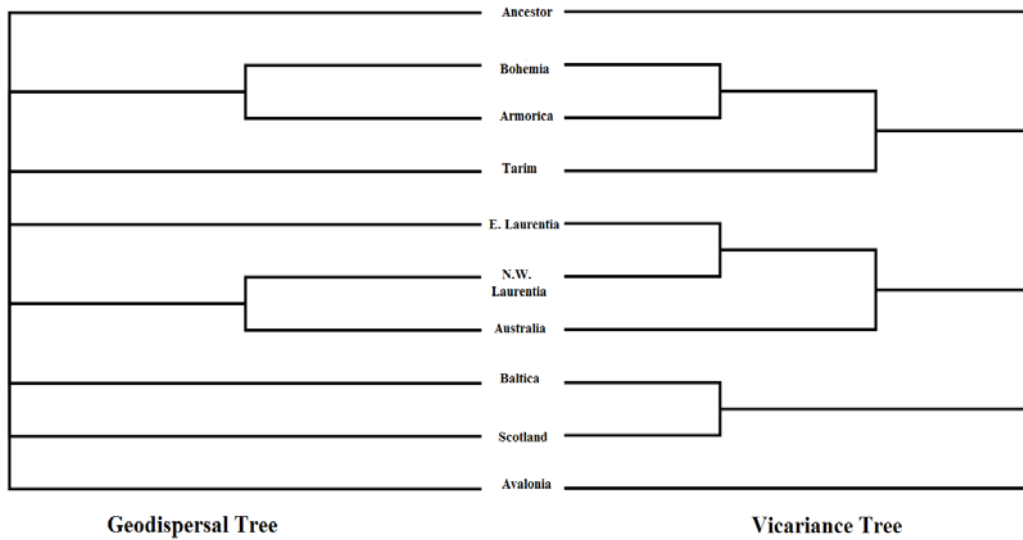 Ancestor
Bohemia
Armorica
Tarim
E. Laurentia
N.W.
Laurentia
Australia
Baltica
Scotland
Avalonia
Geodispersal Tree
Vicariance Tree